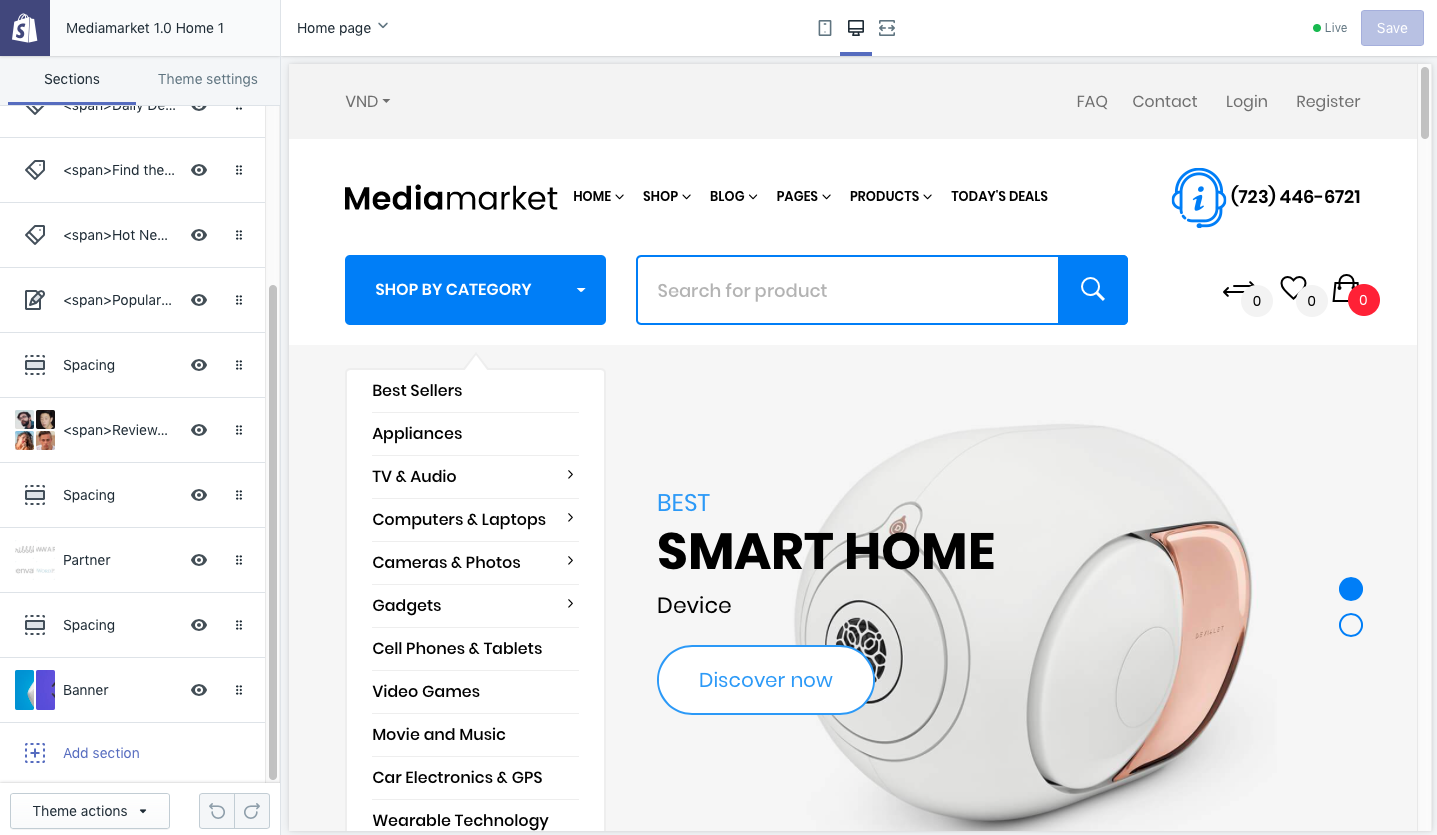 Mediamarket 1.0 Home 1
Home page
Live
Save
Sections
Theme settings
<span>Daily De...
<span>Find the...
<span>Hot Ne...
<span>Popular...
Spacing
<span>Review...
Spacing
Partner
Spacing
Banner
Add section
Theme actions
VND
FAQ Contact Login Register
Mediamarket
HOME SHOP BLOG PAGES PRODUCTS TODAY'S DEALS
(723) 446-6721
SHOP BY CATEGORY
Search for product
0 0 0
Best Sellers
Appliances
TV & Audio
Computers & Laptops
Cameras & Photos
Gadgets
Cell Phones & Tablets
Video Games
Movie and Music
Car Electronics & GPS
Wearable Technology
BEST
SMART HOME
Device
Discover now
DEVIALET